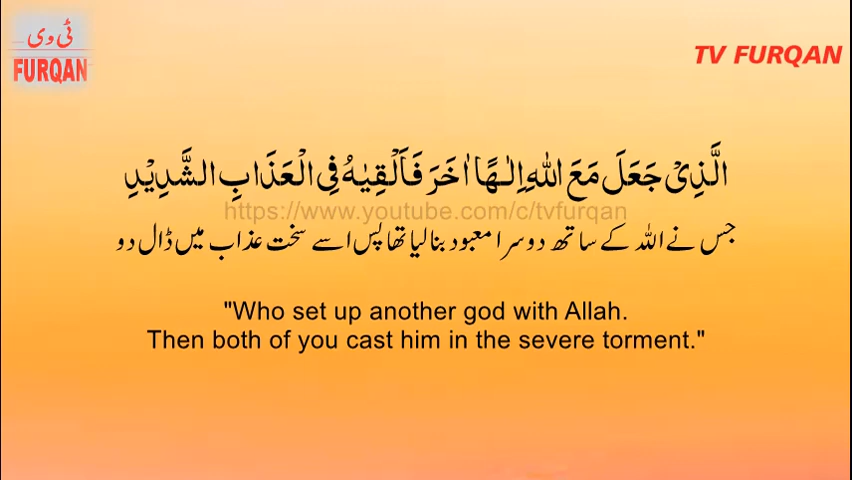 ٹی وی
FURQAN
TV FURQAN
الَّذِیْ جَعَلَ مَعَ اللّٰهِ اِلٰـهًا اٰخَرَ فَاَلْقِیٰهُ فِی الْعَذَابِ الشَّدِیْدِ
https://www.youtube.com/c/tvfurqan
جس نے اللہ کے ساتھ دوسرا معبود بنا لیا تھا پس اسے سخت عذاب میں ڈال دو
"Who set up another god with Allah.
Then both of you cast him in the severe torment."